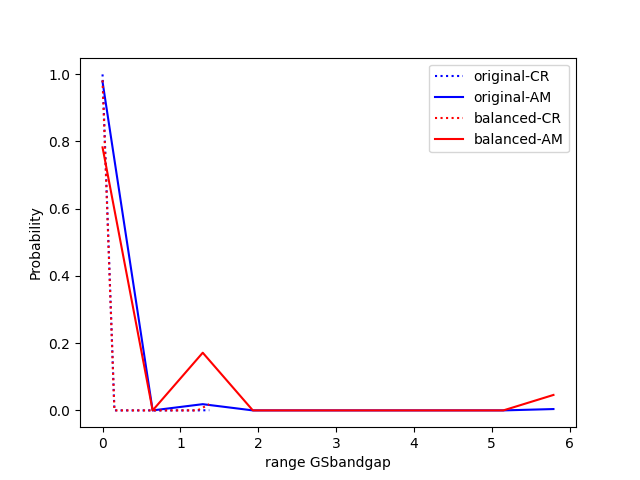 original-CR
original-AM
balanced-CR
balanced-AM
Probability
1.0
0.8
0.6
0.4
0.2
0.0
0 1 2 3 4 5 6
range GSbandgap